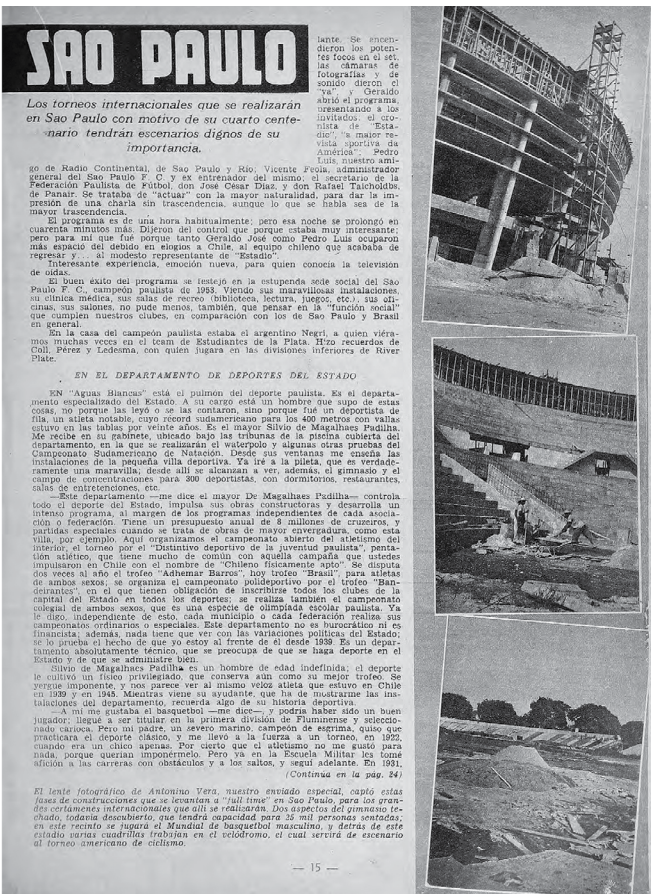 SAO PAULO
Los torneos internacionales que se realizarán
en Sao Paulo con motivo de su cuarto cente-
nario tendrán escenarios dignos de su
importancia.
lante. Se encen-
dieron los poten-
tes focos en el set,
las cámaras de
fotografías y de
sonido dieron el
"va" y Geraldo
abrió el programa,
presentando a los
invitados: el cro-
nista de "Esta-
dio", "a maior re-
vista sportiva da
América"; Pedro
Luis, nuestro ami-
go de Radio Continental, de Sao Paulo y Río; Vicente Feola, administrador
general del Sao Paulo F. C. y ex entrenador del mismo; el secretario de la
Federación Paulista de Fútbol, don José César Díaz, y don Rafael Taicholdbs,
de Panair. Se trataba de "actuar" con la mayor naturalidad, para dar la im-
presión de una charla sin trascendencia, aunque lo que se habla sea de la
mayor trascendencia.
El programa es de una hora habitualmente; pero esa noche se prolongó en
cuarenta minutos más. Dijeron del control que porque estaba muy interesante;
pero para mí que fué porque tanto Geraldo José como Pedro Luis ocuparon
más espacio del debido en elogios a Chile, al equipo chileno que acababa de
regresar y... al modesto representante de "Estadio".
Interesante experiencia, emoción nueva, para quien conocía la televisión
de oídas.
El buen éxito del programa se festejó en la estupenda sede social del Sao
Paulo F. C., campeón paulista de 1953. Viendo sus maravillosas instalaciones,
su clínica médica, sus salas de recreo (biblioteca, lectura, juegos, etc.), sus ofi-
cinas, sus salones, no pude menos, también, que pensar en la "función social"
que cumplen nuestros clubes, en comparación con los de Sao Paulo y Brasil
en general.
En la casa del campeón paulista estaba el argentino Negri, a quien viéra-
mos muchas veces en el team de Estudiantes de la Plata. Hizo recuerdos de
Coll, Pérez y Ledesma, con quien jugara en las divisiones inferiores de River
Plate.
EN EL DEPARTAMENTO DE DEPORTES DEL ESTADO
EN "Aguas Blancas" está el pulmón del deporte paulista. Es el departa-
mento especializado del Estado. A su cargo está un hombre que supo de estas
cosas, no porque las leyó o se las contaron, sino porque fué un deportista de
fila, un atleta notable, cuyo récord sudamericano para los 400 metros con vallas
estuvo en las tablas por veinte años. Es el mayor Silvio de Magalhaes Padilha.
Me recibe en su gabinete, ubicado bajo las tribunas de la piscina cubierta del
departamento, en la que se realizarán el waterpolo y algunas otras pruebas del
Campeonato Sudamericano de Natación. Desde sus ventanas me enseña las
instalaciones de la pequeña villa deportiva. Ya iré a la pileta, que es verdade-
ramente una maravilla; desde allí se alcanzan a ver, además, el gimnasio y el
campo de concentraciones para 300 deportistas, con dormitorios, restaurantes,
salas de entretenciones, etc.
—Este departamento —me dice el mayor De Magalhaes Padilha— controla
todo el deporte del Estado, impulsa sus obras constructoras y desarrolla un
intenso programa, al margen de los programas independientes de cada asocia-
ción o federación. Tiene un presupuesto anual de 8 millones de cruzeiros, y
partidas especiales cuando se trata de obras de mayor envergadura, como esta
villa, por ejemplo. Aquí organizamos el campeonato abierto del atletismo del
interior, el torneo por el "Distintivo deportivo de la juventud paulista", penta-
tlón atlético, que tiene mucho de común con aquella campaña que ustedes
impulsaron en Chile con el nombre de "Chileno físicamente apto". Se disputa
dos veces al año el trofeo "Adhemar Barros", hoy trofeo "Brasil", para atletas
de ambos sexos; se organiza el campeonato polideportivo por el trofeo "Ban-
deirantes", en el que tienen obligación de inscribirse todos los clubes de la
capital del Estado en todos los deportes; se realiza también el campeonato
colegial de ambos sexos, que es una especie de olimpíada escolar paulista. Ya
le digo, independiente de esto, cada municipio o cada federación realiza sus
campeonatos ordinarios o especiales. Este departamento no es burocrático ni es
financista; además, nada tiene que ver con las variaciones políticas del Estado;
se lo prueba el hecho de que yo estoy al frente de él desde 1939. Es un depar-
tamento absolutamente técnico, que se preocupa de que se haga deporte en el
Estado y de que se administre bien.
Silvio de Magalhaes Padilha es un hombre de edad indefinida; el deporte
le cultivó un físico privilegiado, que conserva aún como su mejor trofeo. Se
yergue imponente, y nos parece ver al mismo veloz atleta que estuvo en Chile
en 1939 y en 1945. Mientras viene su ayudante, que ha de mostrarme las ins-
talaciones del departamento, recuerda algo de su historia deportiva.
—A mí me gustaba el basquetbol —me dice—, y podría haber sido un buen
jugador; llegué a ser titular en la primera división de Fluminense y seleccio-
nado carioca. Pero mi padre, un severo marino, campeón de esgrima, quiso que
practicara el deporte clásico, y me llevó a la fuerza a un torneo, en 1922,
cuando era un chico apenas. Por cierto que el atletismo no me gustó para
nada, porque querían imponérmelo. Pero ya en la Escuela Militar les tomé
afición a las carreras con obstáculos y a los saltos, y seguí adelante. En 1931,
(Continúa en la pág. 24)
El lente fotográfico de Antonino Vera, nuestro enviado especial, captó estas
fases de construcciones que se levantan a "full time" en Sao Paulo, para los gran-
des certámenes internacionales que allí se realizarán. Dos aspectos del gimnasio te-
chado, todavía descubierto, que tendrá capacidad para 25 mil personas sentadas;
en este recinto se jugará el Mundial de basquetbol masculino, y detrás de este
estadio varias cuadrillas trabajan en el velódromo, el cual servirá de escenario
al torneo americano de ciclismo.
— 15 —